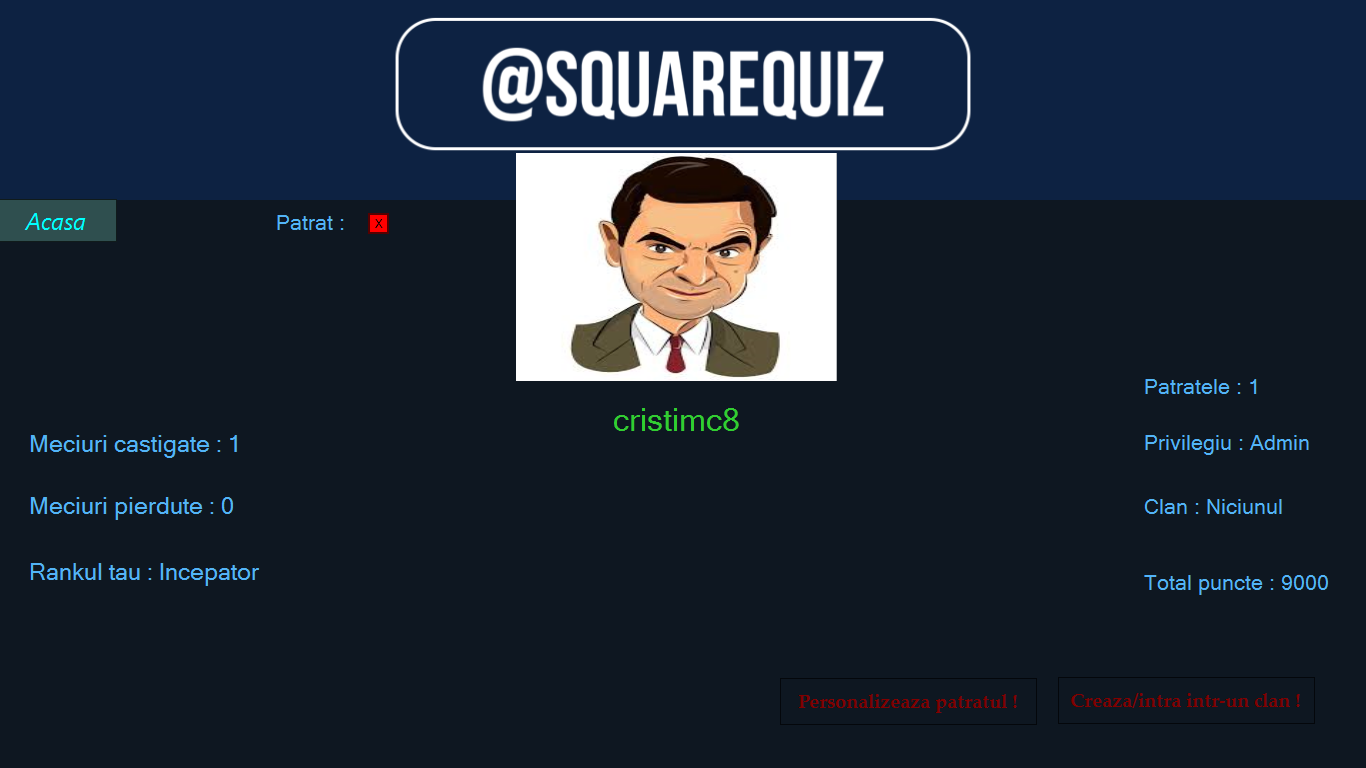 @SQUAREQUIZ
Acasa
Patrat : x
cristimc8
Meciuri castigate : 1
Meciuri pierdute : 0
Rankul tau : Incepator
Patratele : 1
Privilegiu : Admin
Clan : Niciunul
Total puncte : 9000
Personalizeaza patratul !
Creaza/intra intr-un clan !